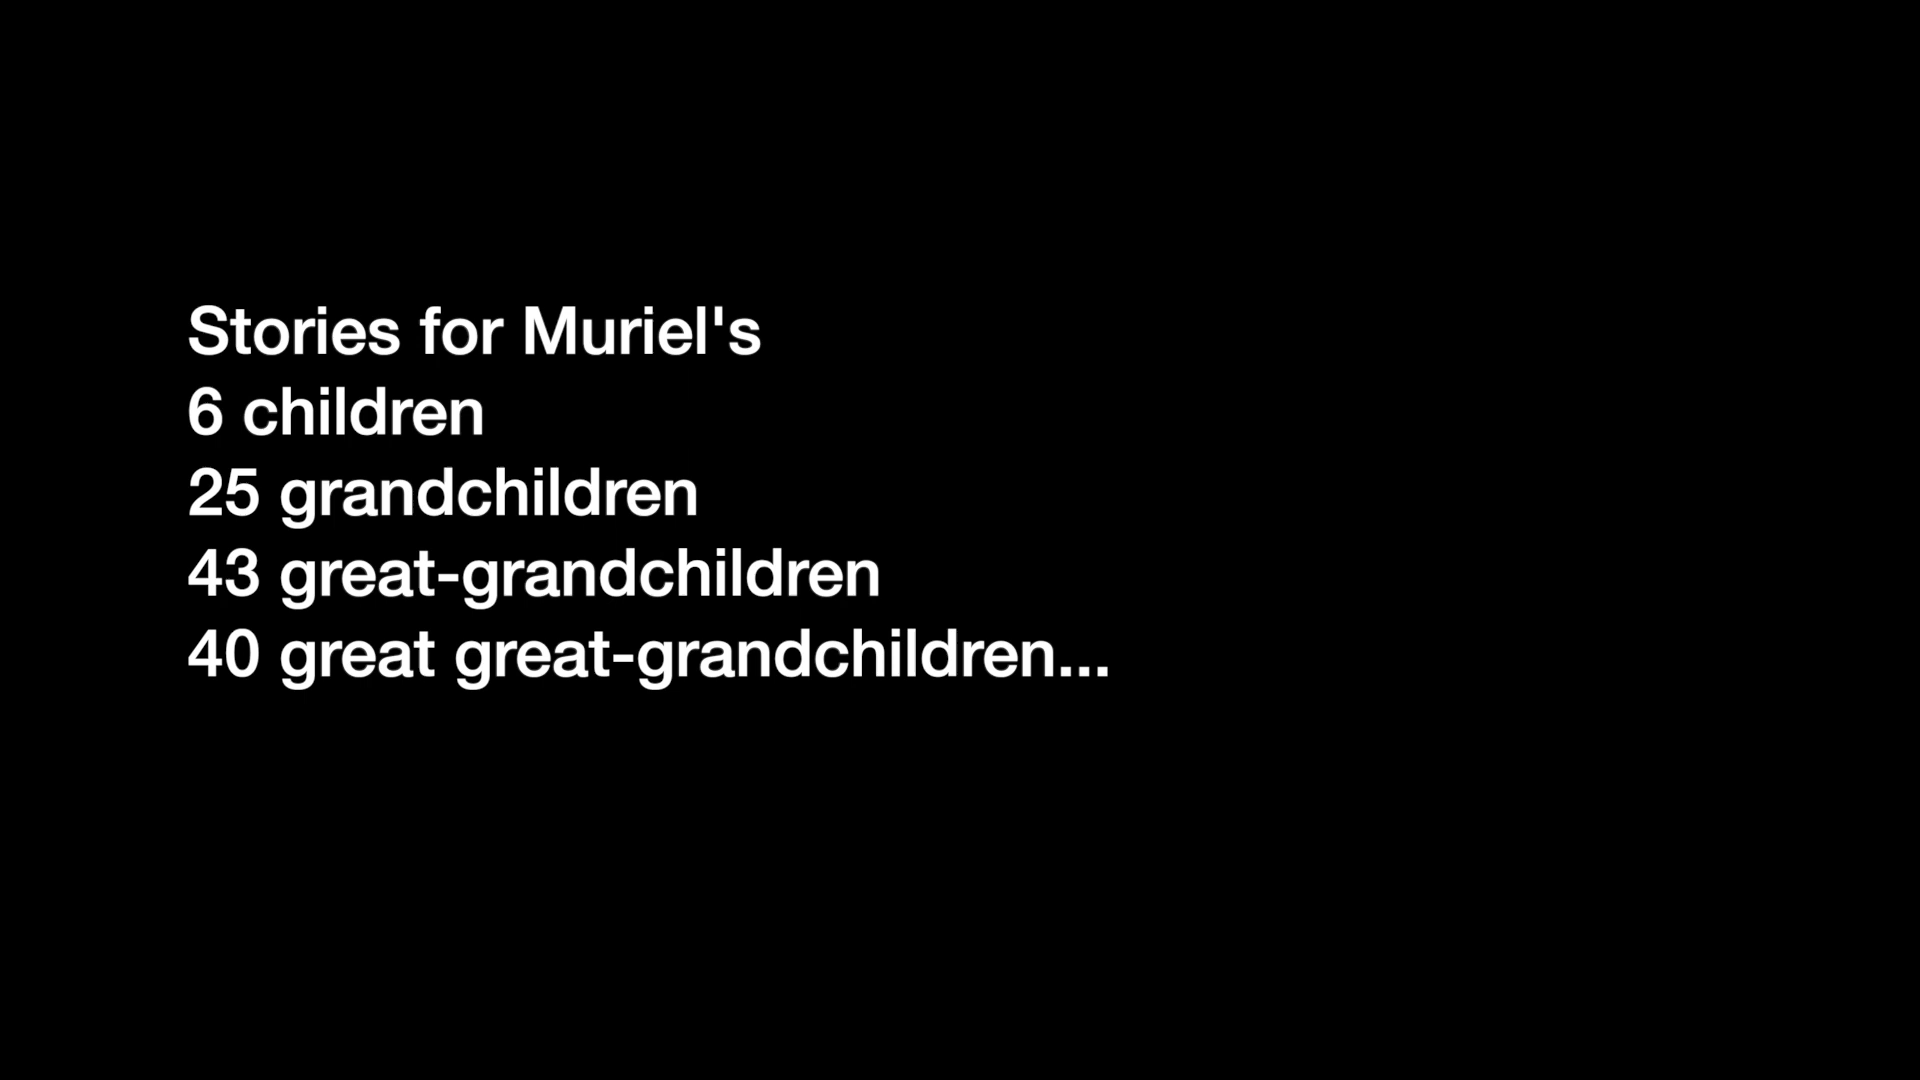 Stories for Muriel's
6 children
25 grandchildren
43 great-grandchildren
40 great great-grandchildren...